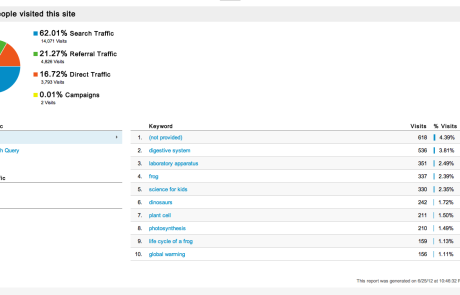 eople visited this site
62.01% Search Traffic
14,071 Visits
21.27% Referral Traffic
4,826 Visits
16.72% Direct Traffic
3,793 Visits
0.01% Campaigns
2 Visits
c
h Query
fic
Keyword Visits % Visits
1. (not provided) 618 4.39%
2. digestive system 536 3.81%
3. laboratory apparatus 351 2.49%
4. frog 337 2.39%
5. science for kids 330 2.35%
6. dinosaurs 242 1.72%
7. plant cell 211 1.50%
8. photosynthesis 210 1.49%
9. life cycle of a frog 159 1.13%
10. global warming 156 1.11%
This report was generated on 8/25/12 at 10:46:32 P